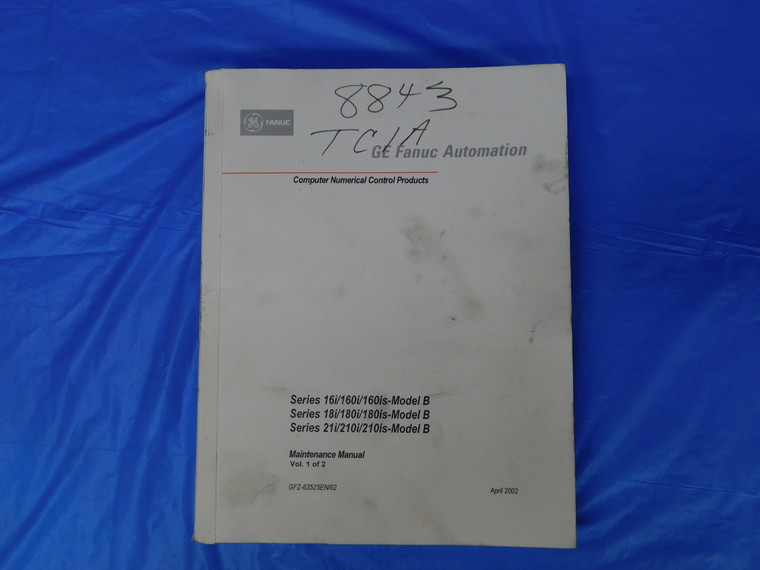 8843
TC/A
GE FANUC
GE Fanuc Automation
Computer Numerical Control Products
Series 16i/160i/160is-Model B
Series 18i/180i/180is-Model B
Series 21i/210i/210is-Model B
Maintenance Manual
Vol. 1 of 2
GFZ-63525EN/02
April 2002